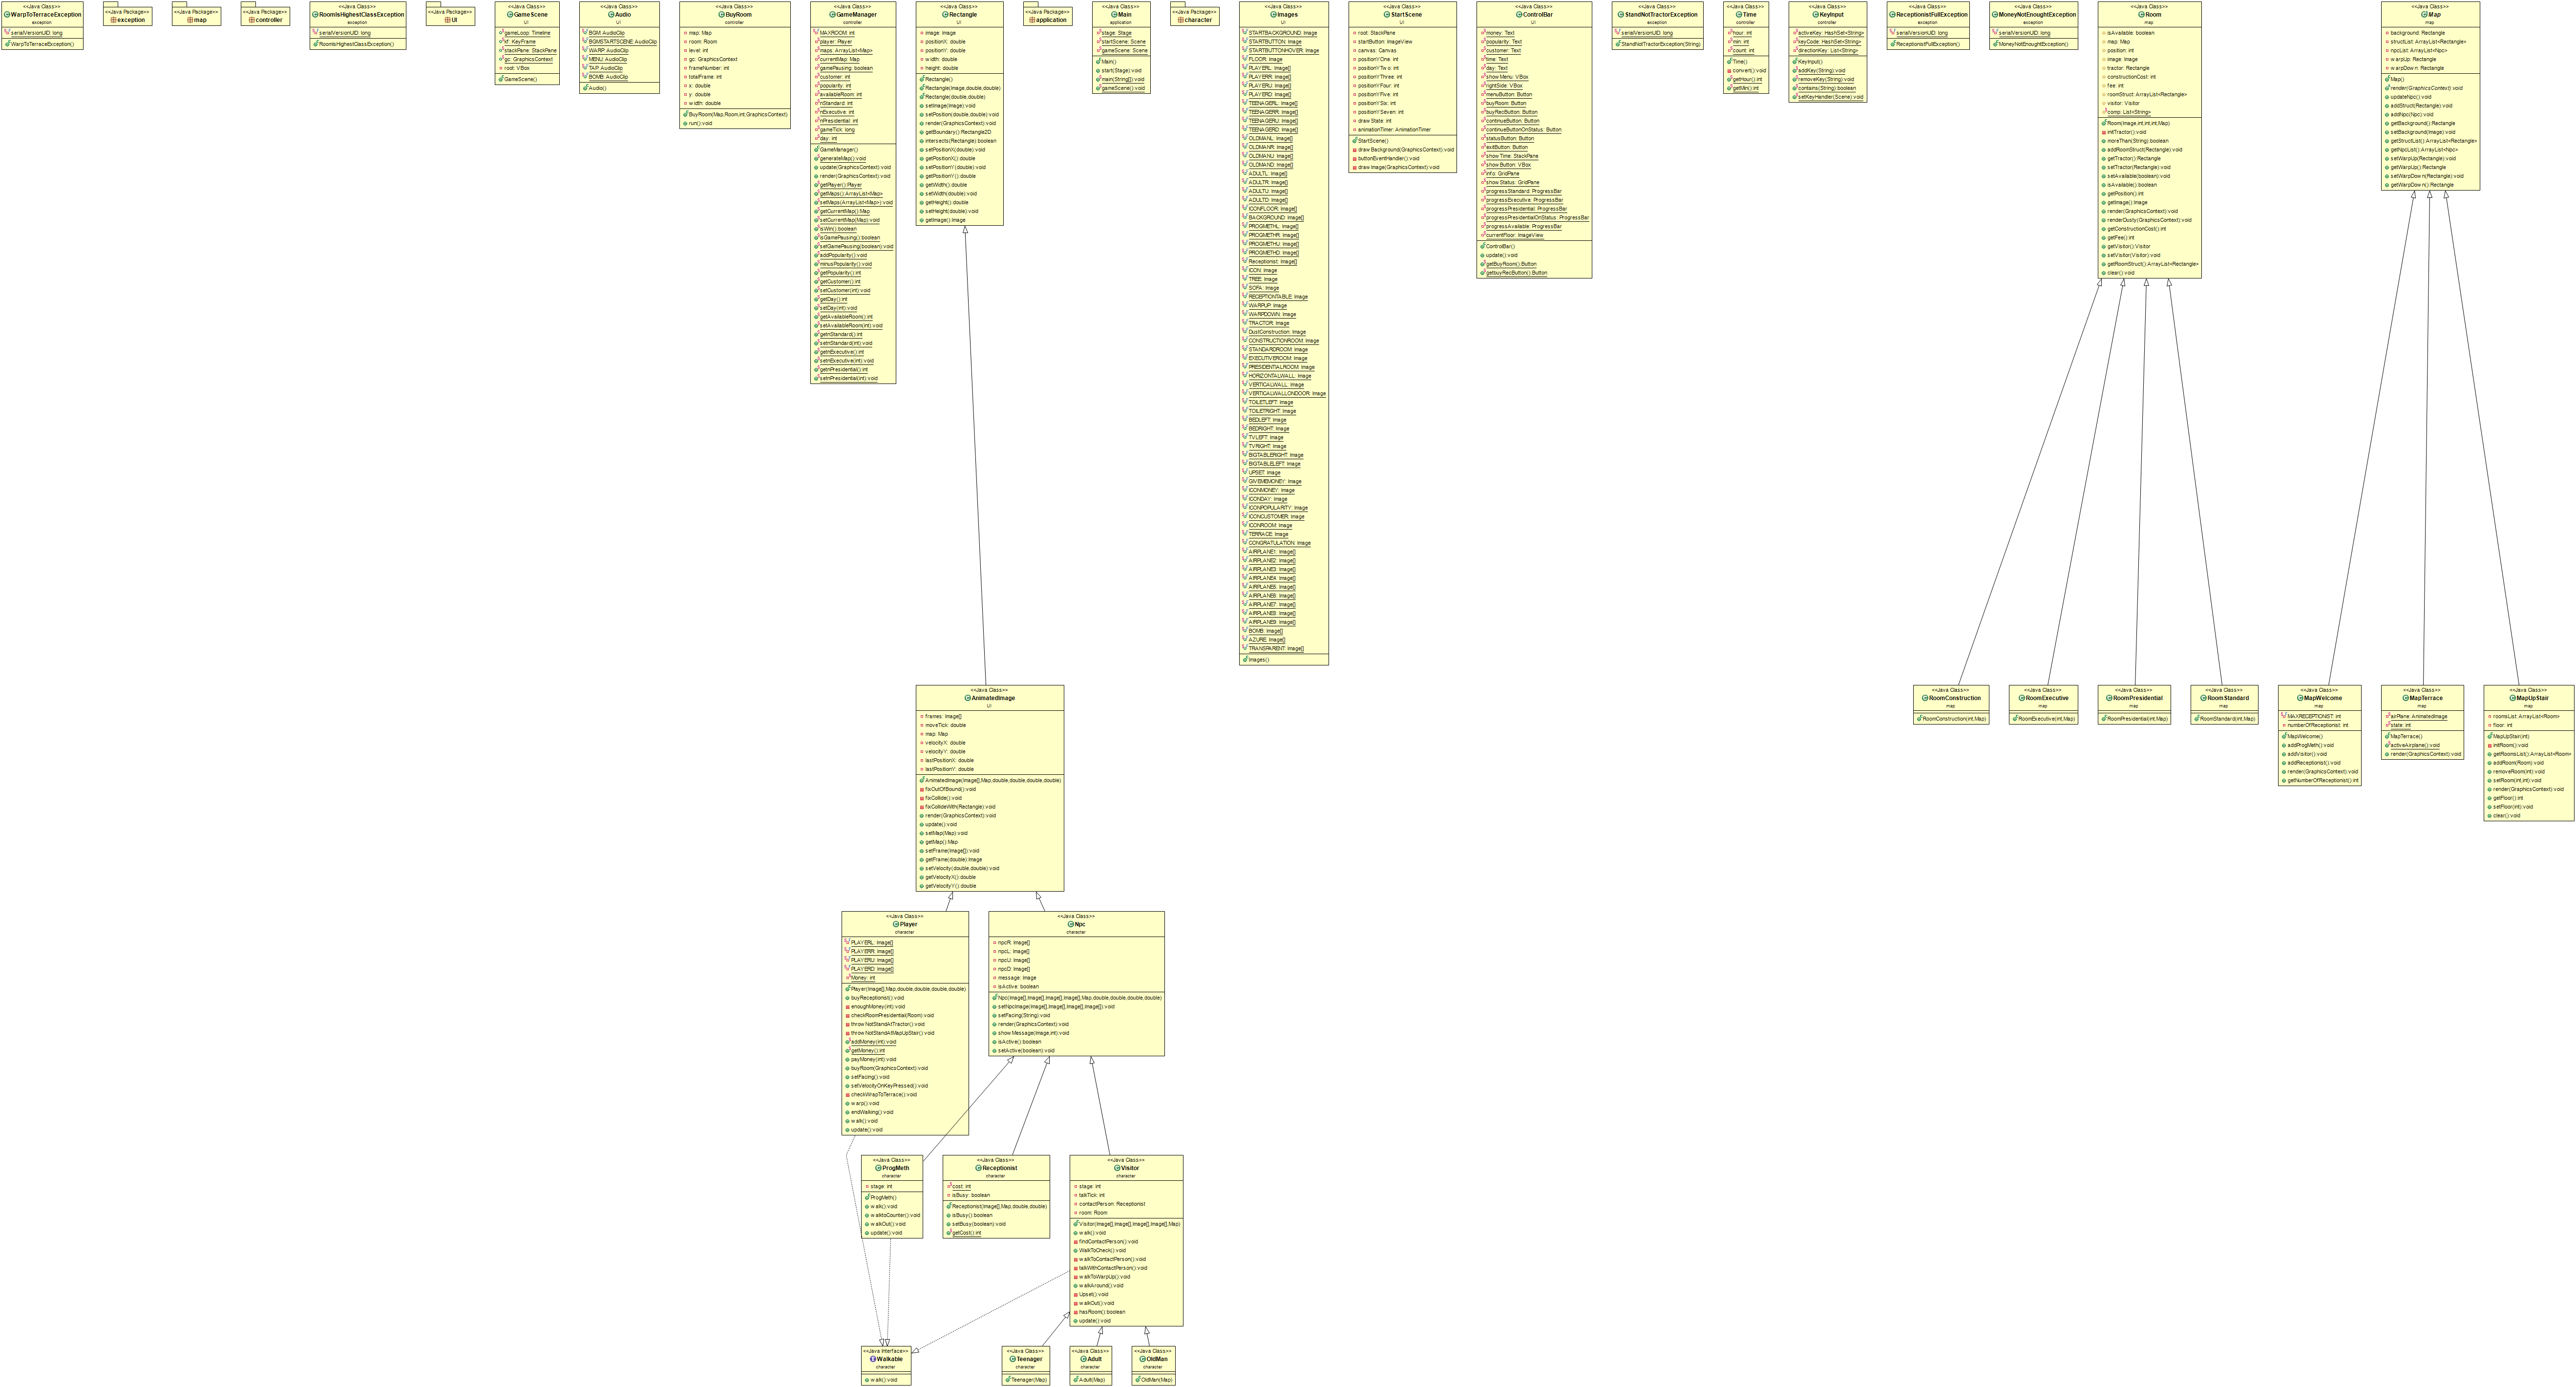 <<Java Class>>
WarpToTerraceException
exception
serialVersionUID: long
WarpToTerraceException()
<<Java Package>>
exception
<<Java Package>>
map
<<Java Package>>
controller
<<Java Class>>
RoomIsHighestClassException
exception
serialVersionUID: long
RoomIsHighestClassException()
<<Java Package>>
UI
<<Java Class>>
GameScene
UI
gameLoop: Timeline
kf: KeyFrame
stackPane: StackPane
gc: GraphicsContext
root: VBox
GameScene()
<<Java Class>>
Audio
UI
BGM: AudioClip
BGMSTARTSCENE: AudioClip
WARP: AudioClip
MENU: AudioClip
TAP: AudioClip
BOMB: AudioClip
Audio()
<<Java Class>>
BuyRoom
controller
map: Map
room: Room
level: int
gc: GraphicsContext
frameNumber: int
totalFrame: int
x: double
y: double
width: double
BuyRoom(Map,Room,int,GraphicsContext)
run():void
<<Java Class>>
GameManager
controller
MAXROOM: int
player: Player
maps: ArrayList<Map>
currentMap: Map
gamePausing: boolean
customer: int
popularity: int
availableRoom: int
nStandard: int
nExecutive: int
nPresidential: int
gameTick: long
day: int
GameManager()
generateMap():void
update(GraphicsContext):void
render(GraphicsContext):void
getPlayer():Player
getMaps():ArrayList<Map>
setMaps(ArrayList<Map>):void
getCurrentMap():Map
setCurrentMap(Map):void
isWin():boolean
isGamePausing():boolean
setGamePausing(boolean):void
addPopularity():void
minusPopularity():void
getPopularity():int
getCustomer():int
setCustomer(int):void
getDay():int
setDay(int):void
getAvailableRoom():int
setAvailableRoom(int):void
getnStandard():int
setnStandard(int):void
getnExecutive():int
setnExecutive(int):void
getnPresidential():int
setnPresidential(int):void
<<Java Class>>
Rectangle
UI
image: Image
positionX: double
positionY: double
width: double
height: double
Rectangle()
Rectangle(Image,double,double)
Rectangle(double,double)
setImage(Image):void
setPosition(double,double):void
render(GraphicsContext):void
getBoundary():Rectangle2D
intersects(Rectangle):boolean
setPositionX(double):void
getPositionX():double
setPositionY(double):void
getPositionY():double
getWidth():double
setWidth(double):void
getHeight():double
setHeight(double):void
getImage():Image
<<Java Package>>
application
<<Java Class>>
Main
application
stage: Stage
startScene: Scene
gameScene: Scene
Main()
start(Stage):void
main(String[]):void
gameScene():void
<<Java Package>>
character
<<Java Class>>
Images
UI
STARTBACKGROUND: Image
STARTBUTTON: Image
STARTBUTTONHOVER: Image
FLOOR: Image
PLAYERL: Image[]
PLAYERR: Image[]
PLAYERU: Image[]
PLAYERD: Image[]
TEENAGERL: Image[]
TEENAGERR: Image[]
TEENAGERU: Image[]
TEENAGERD: Image[]
OLDMANL: Image[]
OLDMANR: Image[]
OLDMANU: Image[]
OLDMAND: Image[]
ADULTL: Image[]
ADULTR: Image[]
ADULTU: Image[]
ADULTD: Image[]
ICONFLOOR: Image[]
BACKGROUND: Image[]
PROGMETHL: Image[]
PROGMETHR: Image[]
PROGMETHU: Image[]
PROGMETHD: Image[]
Receptionist: Image[]
ICON: Image
TREE: Image
SOFA: Image
RECEPTIONTABLE: Image
WARPUP: Image
WARPDOWN: Image
TRACTOR: Image
DustConstruction: Image
CONSTRUCTIONROOM: Image
STANDARDROOM: Image
EXECUTIVEROOM: Image
PRESIDENTIALROOM: Image
HORIZONTALWALL: Image
VERTICALWALL: Image
VERTICALWALLONDOOR: Image
TOILETLEFT: Image
TOILETRIGHT: Image
BEDLEFT: Image
BEDRIGHT: Image
TVLEFT: Image
TVRIGHT: Image
BIGTABLERIGHT: Image
BIGTABLELEFT: Image
UPSET: Image
GIVEMEMONEY: Image
ICONMONEY: Image
ICONDAY: Image
ICONPOPULARITY: Image
ICONCUSTOMER: Image
ICONROOM: Image
TERRACE: Image
CONGRATULATION: Image
AIRPLANE1: Image[]
AIRPLANE2: Image[]
AIRPLANE3: Image[]
AIRPLANE4: Image[]
AIRPLANE5: Image[]
AIRPLANE6: Image[]
AIRPLANE7: Image[]
AIRPLANE8: Image[]
AIRPLANE9: Image[]
BOMB: Image[]
AZURE: Image[]
TRANSPARENT: Image[]
Images()
<<Java Class>>
StartScene
UI
root: StackPane
startButton: ImageView
canvas: Canvas
positionYOne: int
positionYTwo: int
positionYThree: int
positionYFour: int
positionYFive: int
positionYSix: int
positionYSeven: int
drawState: int
animationTimer: AnimationTimer
StartScene()
drawBackground(GraphicsContext):void
buttonEventHandler():void
drawImage(GraphicsContext):void
<<Java Class>>
ControlBar
UI
money: Text
popularity: Text
customer: Text
time: Text
day: Text
showMenu: VBox
rightSide: VBox
menuButton: Button
buyRoom: Button
buyRecButton: Button
continueButton: Button
continueButtonOnStatus: Button
statusButton: Button
exitButton: Button
showTime: StackPane
showButton: VBox
info: GridPane
showStatus: GridPane
progressStandard: ProgressBar
progressExecutive: ProgressBar
progressPresidential: ProgressBar
progressPresidentialOnStatus: ProgressBar
progressAvailable: ProgressBar
currentFloor: ImageView
ControlBar()
update():void
getBuyRoom():Button
getbuyRecButton():Button
<<Java Class>>
StandNotTractorException
exception
serialVersionUID: long
StandNotTractorException(String)
<<Java Class>>
Time
controller
hour: int
min: int
count: int
Time()
convert():void
getHour():int
getMin():int
<<Java Class>>
KeyInput
controller
activeKey: HashSet<String>
keyCode: HashSet<String>
directionKey: List<String>
KeyInput()
addKey(String):void
removeKey(String):void
contains(String):boolean
setKeyHandler(Scene):void
<<Java Class>>
ReceptionistFullException
exception
serialVersionUID: long
ReceptionistFullException()
<<Java Class>>
MoneyNotEnoughtException
exception
serialVersionUID: long
MoneyNotEnoughtException()
<<Java Class>>
Room
map
isAvailable: boolean
map: Map
position: int
image: Image
tractor: Rectangle
constructionCost: int
fee: int
roomStruct: ArrayList<Rectangle>
visitor: Visitor
comp: List<String>
Room(Image,int,int,int,Map)
initTractor():void
moreThan(String):boolean
addRoomStruct(Rectangle):void
getTractor():Rectangle
setTractor(Rectangle):void
setAvailable(boolean):void
isAvailable():boolean
getPosition():int
getImage():Image
render(GraphicsContext):void
renderDusty(GraphicsContext):void
getConstructionCost():int
getFee():int
getVisitor():Visitor
setVisitor(Visitor):void
getRoomStruct():ArrayList<Rectangle>
clear():void
<<Java Class>>
Map
map
background: Rectangle
structList: ArrayList<Rectangle>
npcList: ArrayList<Npc>
warpUp: Rectangle
warpDown: Rectangle
Map()
render(GraphicsContext):void
updateNpc():void
addStruct(Rectangle):void
addNpc(Npc):void
getBackground():Rectangle
setBackground(Image):void
getStructList():ArrayList<Rectangle>
getNpcList():ArrayList<Npc>
setWarpUp(Rectangle):void
getWarpUp():Rectangle
setWarpDown(Rectangle):void
getWarpDown():Rectangle
<<Java Class>>
AnimatedImage
UI
frames: Image[]
moveTick: double
map: Map
velocityX: double
velocityY: double
lastPositionX: double
lastPositionY: double
AnimatedImage(Image[],Map,double,double,double,double)
fixOutOfBound():void
fixCollide():void
fixCollideWith(Rectangle):void
render(GraphicsContext):void
update():void
setMap(Map):void
getMap():Map
setFrame(Image[]):void
getFrame(double):Image
setVelocity(double,double):void
getVelocityX():double
getVelocityY():double
<<Java Class>>
RoomConstruction
map
RoomConstruction(int,Map)
<<Java Class>>
RoomExecutive
map
RoomExecutive(int,Map)
<<Java Class>>
RoomPresidential
map
RoomPresidential(int,Map)
<<Java Class>>
RoomStandard
map
RoomStandard(int,Map)
<<Java Class>>
MapWelcome
map
MAXRECEPTIONIST: int
numberOfReceptionist: int
MapWelcome()
addProgMeth():void
addVisitor():void
addReceptionist():void
render(GraphicsContext):void
getNumberOfReceptionist():int
<<Java Class>>
MapTerrace
map
airPlane: AnimatedImage
state: int
MapTerrace()
activeAirplane():void
render(GraphicsContext):void
<<Java Class>>
MapUpStair
map
roomsList: ArrayList<Room>
floor: int
MapUpStair(int)
initRoom():void
getRoomsList():ArrayList<Room>
addRoom(Room):void
removeRoom(int):void
setRoom(int,int):void
render(GraphicsContext):void
getFloor():int
setFloor(int):void
clear():void
<<Java Class>>
Player
character
PLAYERL: Image[]
PLAYERR: Image[]
PLAYERU: Image[]
PLAYERD: Image[]
Money: int
Player(Image[],Map,double,double,double,double)
buyReceptionist():void
enoughMoney(int):void
checkRoomPresidential(Room):void
throwNotStandAtTractor():void
throwNotStandAtMapUpStair():void
addMoney(int):void
getMoney():int
payMoney(int):void
buyRoom(GraphicsContext):void
setFacing():void
setVelocityOnKeyPressed():void
checkWrapToTerrace():void
warp():void
endWalking():void
walk():void
update():void
<<Java Class>>
Npc
character
npcR: Image[]
npcL: Image[]
npcU: Image[]
npcD: Image[]
message: Image
isActive: boolean
Npc(Image[],Image[],Image[],Image[],Map,double,double,double,double)
setNpcImage(Image[],Image[],Image[],Image[]):void
setFacing(String):void
render(GraphicsContext):void
showMessage(Image,int):void
isActive():boolean
setActive(boolean):void
<<Java Class>>
ProgMeth
character
stage: int
ProgMeth()
walk():void
walktoCounter():void
walkOut():void
update():void
<<Java Class>>
Receptionist
character
cost: int
isBusy: boolean
Receptionist(Image[],Map,double,double)
isBusy():boolean
setBusy(boolean):void
getCost():int
<<Java Class>>
Visitor
character
stage: int
talkTick: int
contactPerson: Receptionist
room: Room
Visitor(Image[],Image[],Image[],Image[],Map)
walk():void
findContactPerson():void
WalkToCheck():void
walkToContactPerson():void
talkWithContactPerson():void
walkToWarpUp():void
walkAround():void
Upset():void
walkOut():void
hasRoom():boolean
update():void
<<Java Interface>>
Walkable
character
walk():void
<<Java Class>>
Teenager
character
Teenager(Map)
<<Java Class>>
Adult
character
Adult(Map)
<<Java Class>>
OldMan
character
OldMan(Map)